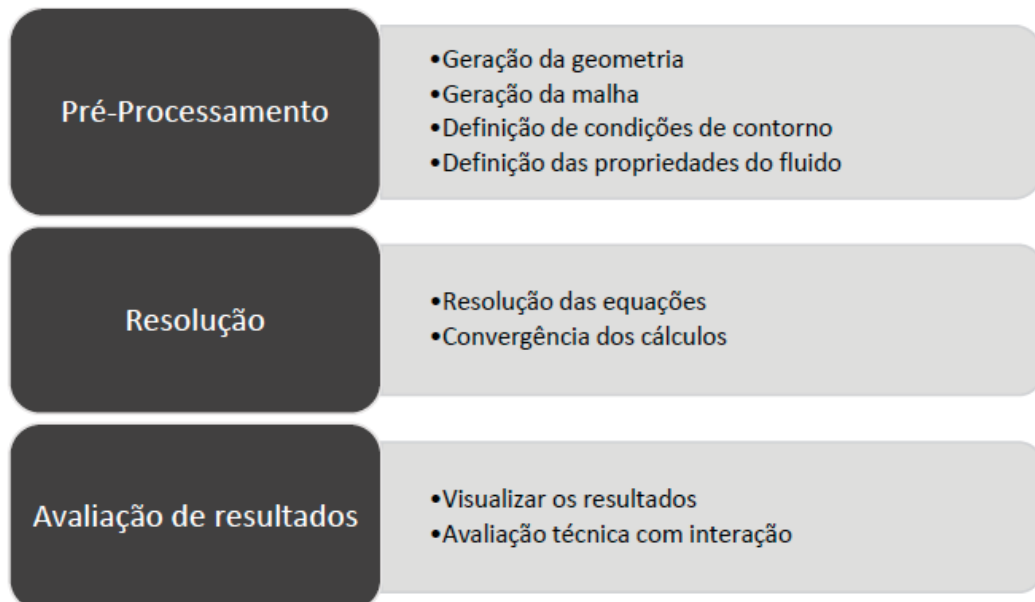 Pré-Processamento
•Geração da geometria
•Geração da malha
•Definição de condições de contorno
•Definição das propriedades do fluido
Resolução
•Resolução das equações
•Convergência dos cálculos
Avaliação de resultados
•Visualizar os resultados
•Avaliação técnica com interação